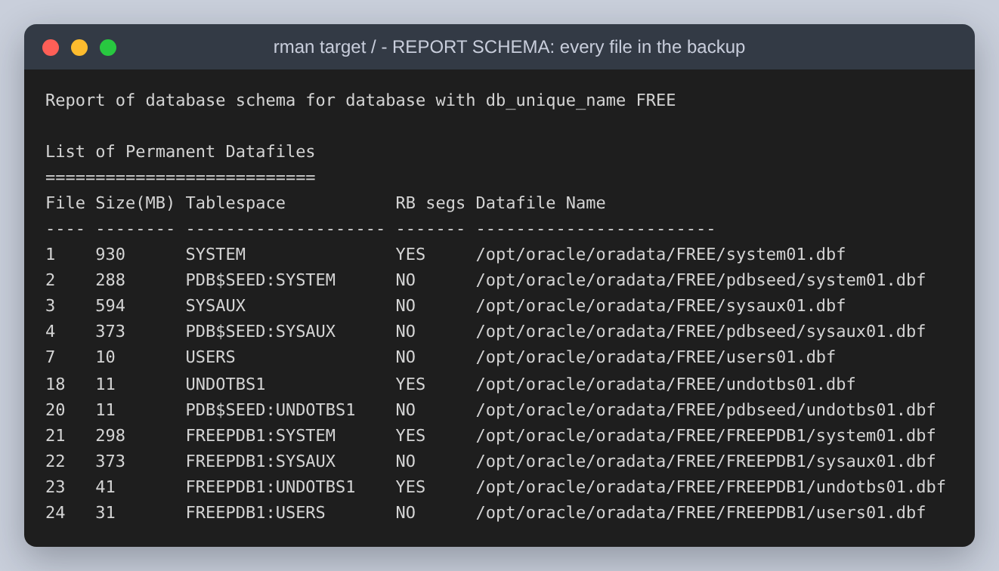 rman target / - REPORT SCHEMA: every file in the backup
Report of database schema for database with db_unique_name FREE
List of Permanent Datafiles
===========================
File Size(MB) Tablespace           RB segs Datafile Name
---- -------- -------------------- ------- ------------------------
1    930      SYSTEM               YES     /opt/oracle/oradata/FREE/system01.dbf
2    288      PDB$SEED:SYSTEM      NO      /opt/oracle/oradata/FREE/pdbseed/system01.dbf
3    594      SYSAUX               NO      /opt/oracle/oradata/FREE/sysaux01.dbf
4    373      PDB$SEED:SYSAUX      NO      /opt/oracle/oradata/FREE/pdbseed/sysaux01.dbf
7    10       USERS                NO      /opt/oracle/oradata/FREE/users01.dbf
18   11       UNDOTBS1             YES     /opt/oracle/oradata/FREE/undotbs01.dbf
20   11       PDB$SEED:UNDOTBS1    NO      /opt/oracle/oradata/FREE/pdbseed/undotbs01.dbf
21   298      FREEPDB1:SYSTEM      YES     /opt/oracle/oradata/FREE/FREEPDB1/system01.dbf
22   373      FREEPDB1:SYSAUX      NO      /opt/oracle/oradata/FREE/FREEPDB1/sysaux01.dbf
23   41       FREEPDB1:UNDOTBS1    YES     /opt/oracle/oradata/FREE/FREEPDB1/undotbs01.dbf
24   31       FREEPDB1:USERS       NO      /opt/oracle/oradata/FREE/FREEPDB1/users01.dbf